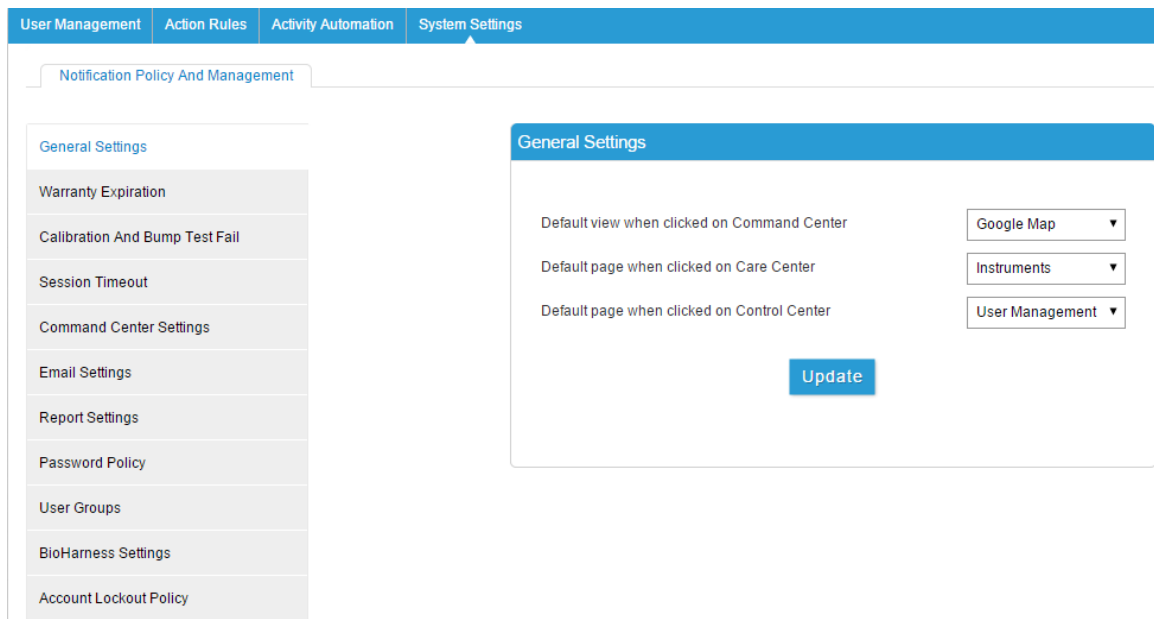 User Management Action Rules Activity Automation System Settings
Notification Policy And Management
General Settings
Warranty Expiration
Calibration And Bump Test Fail
Session Timeout
Command Center Settings
Email Settings
Report Settings
Password Policy
User Groups
BioHarness Settings
Account Lockout Policy
General Settings
Default view when clicked on Command Center Google Map
Default page when clicked on Care Center Instruments
Default page when clicked on Control Center User Management
Update